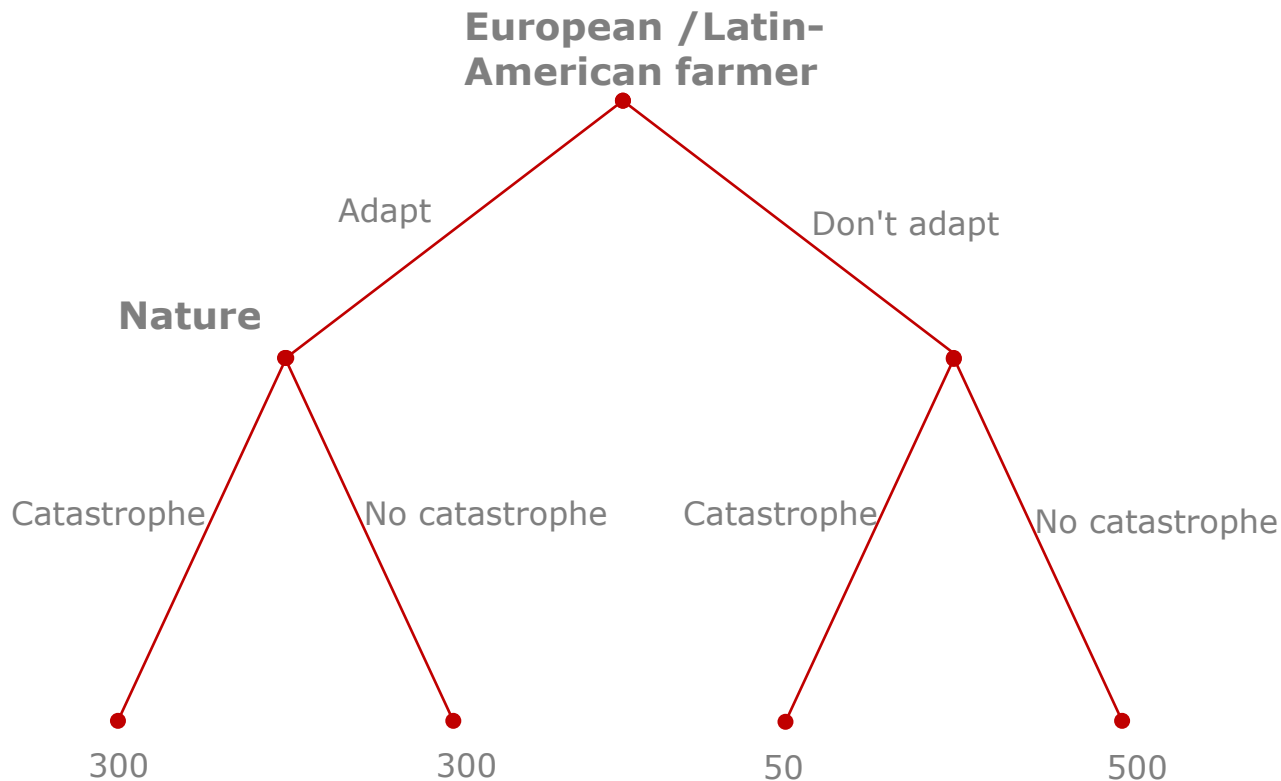 European /Latin-
American farmer
Adapt
Don't adapt
Nature
Catastrophe
No catastrophe
Catastrophe
No catastrophe
300
300
50
500